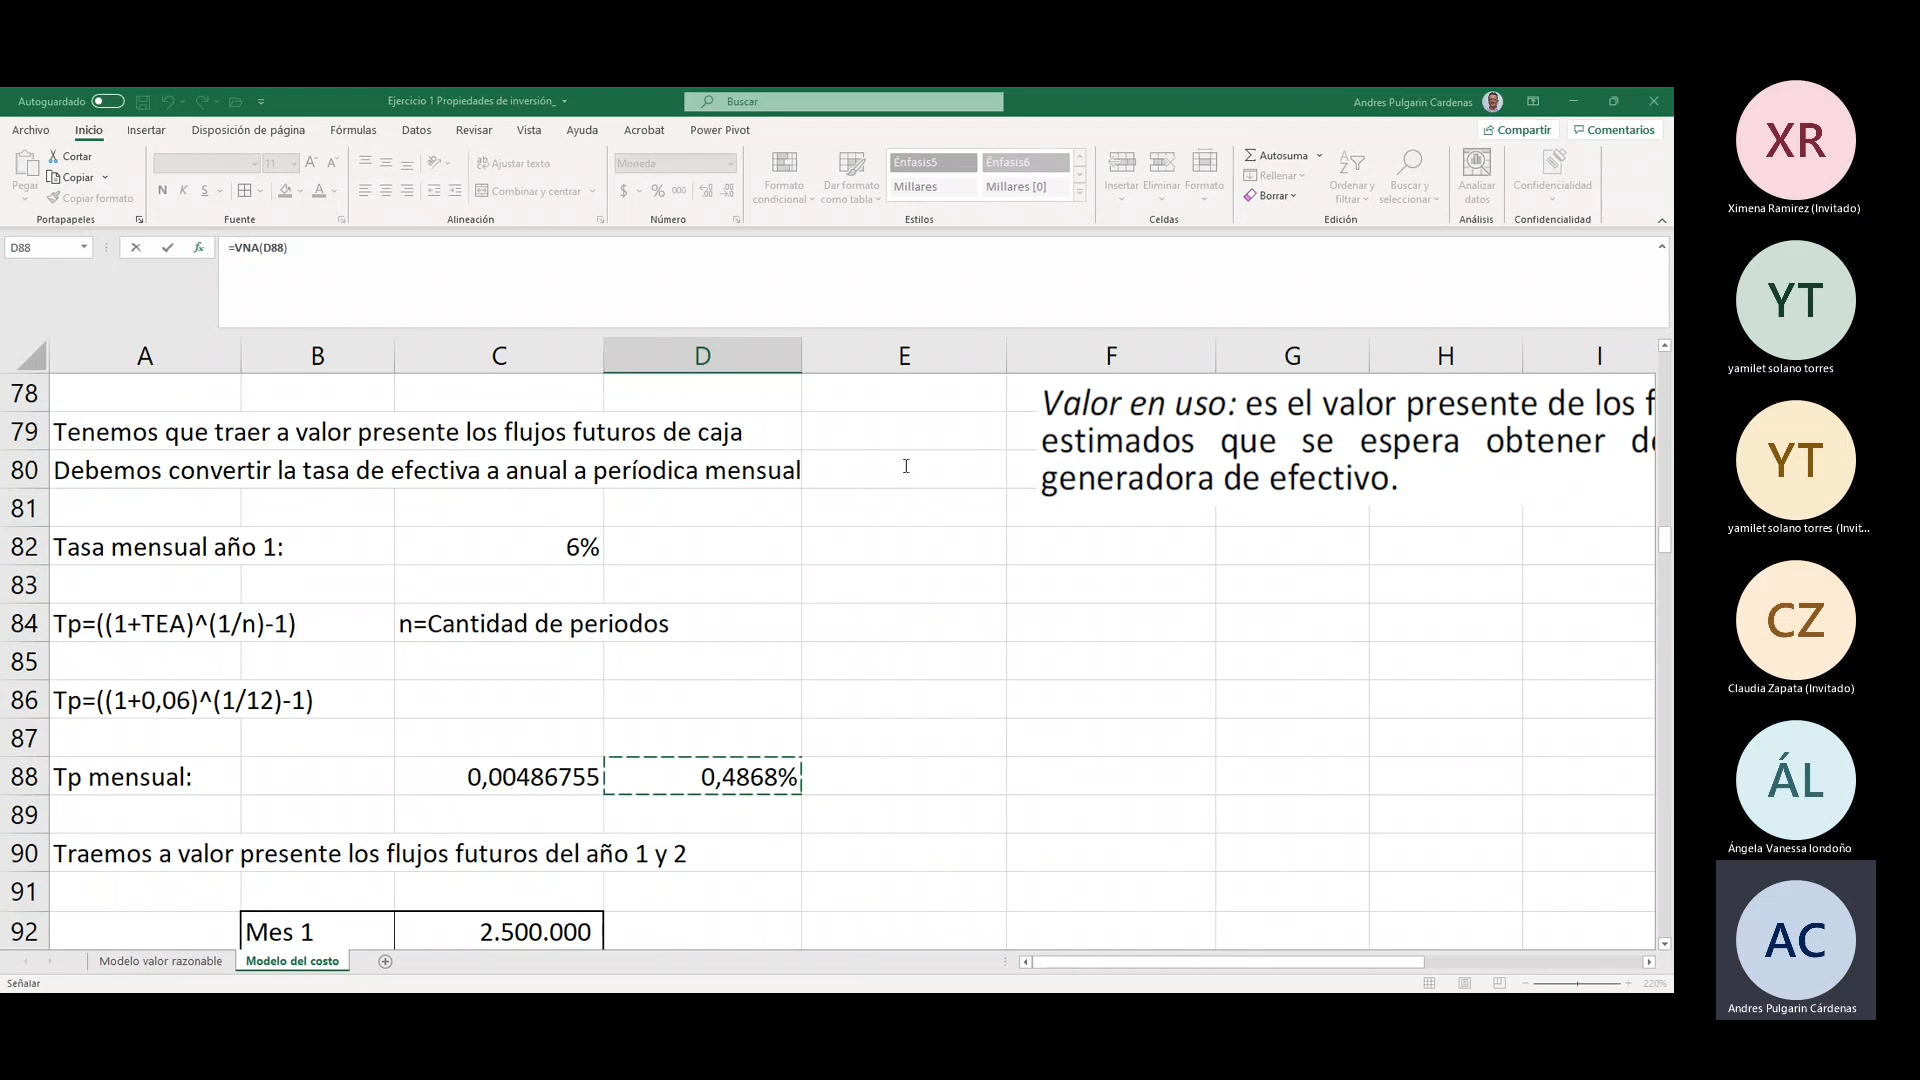 Autoguardado
Ejercicio 1 Propiedades de inversión_
Buscar
Andres Pulgarin Cardenas
Archivo Inicio Insertar Disposición de página Fórmulas Datos Revisar Vista Ayuda Acrobat Power Pivot
Compartir Comentarios
Pegar
Cortar
Copiar
Copiar formato
Portapapeles
11
N K S
Fuente
Ajustar texto
Combinar y centrar
Alineación
Moneda
$ % 000
Número
Formato condicional
Dar formato como tabla
Énfasis5 Énfasis6
Millares Millares [0]
Estilos
Insertar Eliminar Formato
Celdas
Autosuma
Rellenar
Borrar
Ordenar y filtrar
Buscar y seleccionar
Edición
Analizar datos
Análisis
Confidencialidad
Confidencialidad
D88
fx
=VNA(D88)
A B C D E F G H I
78
79 Tenemos que traer a valor presente los flujos futuros de caja
80 Debemos convertir la tasa de efectiva a anual a períodica mensual
81
82 Tasa mensual año 1: 6%
83
84 Tp=((1+TEA)^(1/n)-1) n=Cantidad de periodos
85
86 Tp=((1+0,06)^(1/12)-1)
87
88 Tp mensual: 0,00486755 0,4868%
89
90 Traemos a valor presente los flujos futuros del año 1 y 2
91
92 Mes 1 2.500.000
Valor en uso: es el valor presente de los
estimados que se espera obtener
generadora de efectivo.
Modelo valor razonable Modelo del costo
Señalar
220%
XR
Ximena Ramirez (Invitado)
YT
yamilet solano torres
YT
yamilet solano torres (Invit...
CZ
Claudia Zapata (Invitado)
ÁL
Ángela Vanessa londoño
AC
Andres Pulgarin Cárdenas